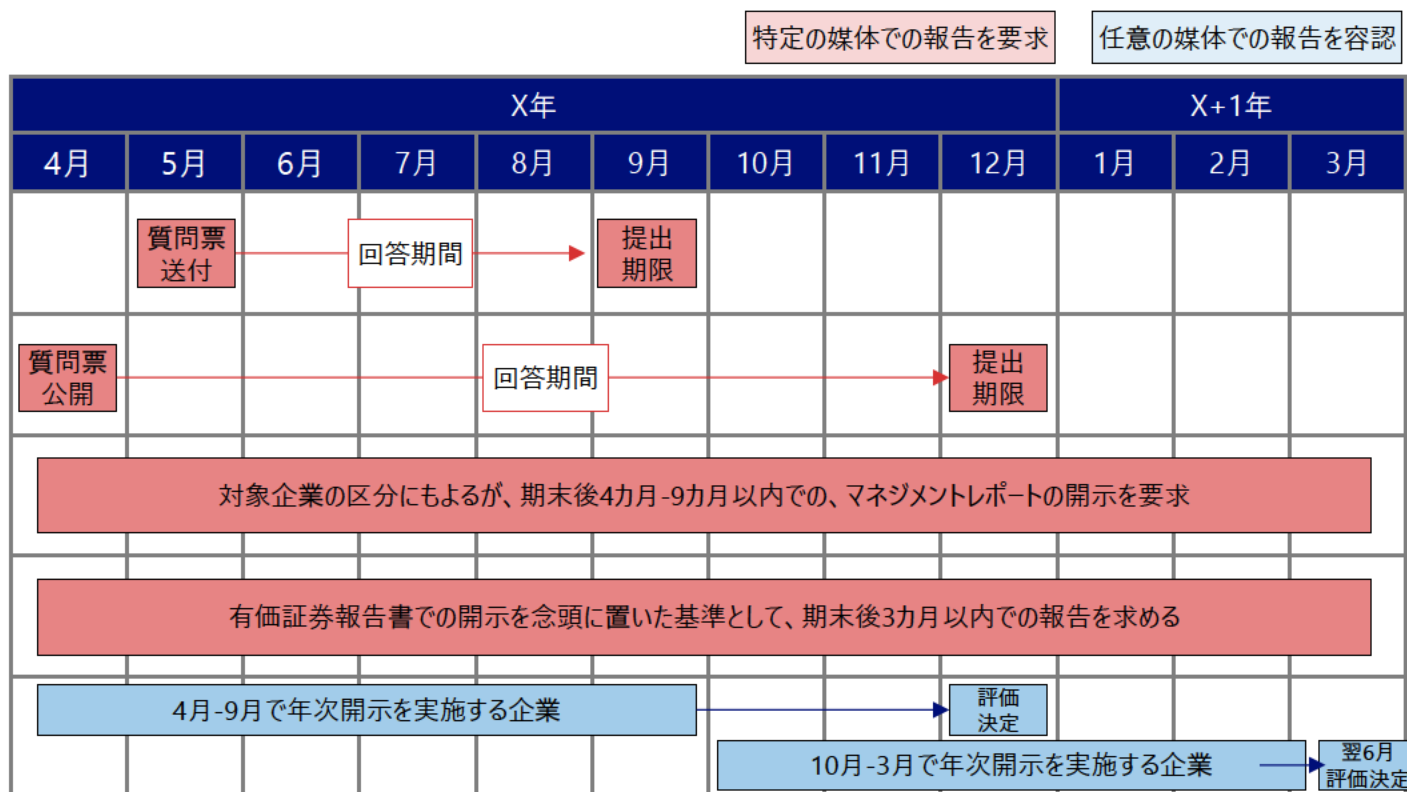 特定の媒体での報告を要求
任意の媒体での報告を容認
X年
X+1年
4月
5月
6月
7月
8月
9月
10月
11月
12月
1月
2月
3月
質問票
送付
回答期間
提出
期限
質問票
公開
回答期間
提出
期限
対象企業の区分にもよるが、期末後4カ月-9カ月以内での、マネジメントレポートの開示を要求
有価証券報告書での開示を念頭に置いた基準として、期末後3カ月以内での報告を求める
4月-9月で年次開示を実施する企業
評価
決定
10月-3月で年次開示を実施する企業
翌6月
評価決定